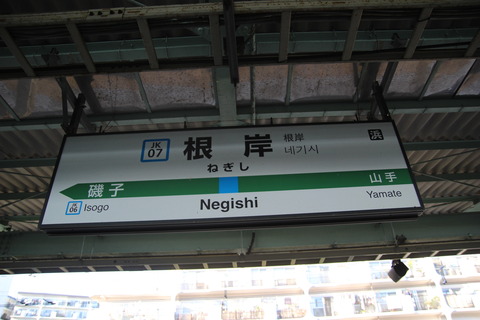 JK
07
根岸
根岸
네기시
浜
ねぎし
磯子
山手
JK
06
Isogo
Negishi
Yamate